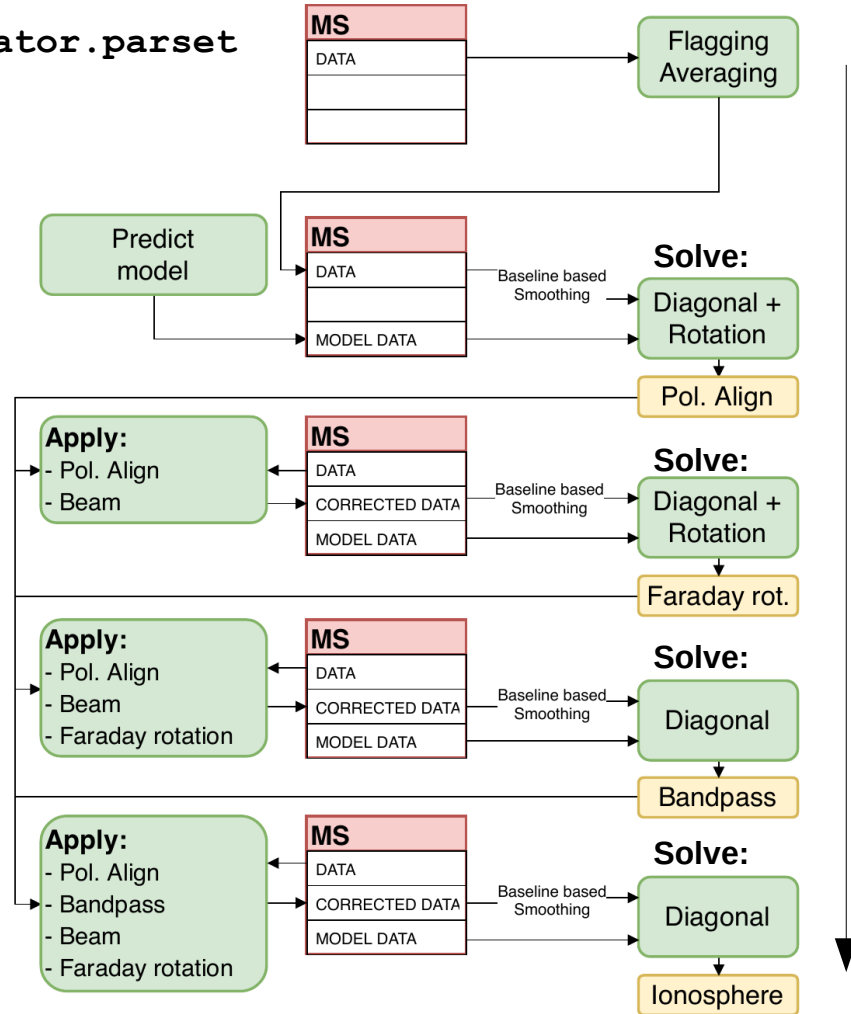 ator.parset
MS
DATA
Flagging
Averaging
Predict
model
MS
DATA
MODEL DATA
Baseline based
Smoothing
Solve:
Diagonal +
Rotation
Pol. Align
Apply:
- Pol. Align
- Beam
MS
DATA
CORRECTED DATA
MODEL DATA
Baseline based
Smoothing
Solve:
Diagonal +
Rotation
Faraday rot.
Apply:
- Pol. Align
- Beam
- Faraday rotation
MS
DATA
CORRECTED DATA
MODEL DATA
Baseline based
Smoothing
Solve:
Diagonal
Bandpass
Apply:
- Pol. Align
- Bandpass
- Beam
- Faraday rotation
MS
DATA
CORRECTED DATA
MODEL DATA
Baseline based
Smoothing
Solve:
Diagonal
Ionosphere